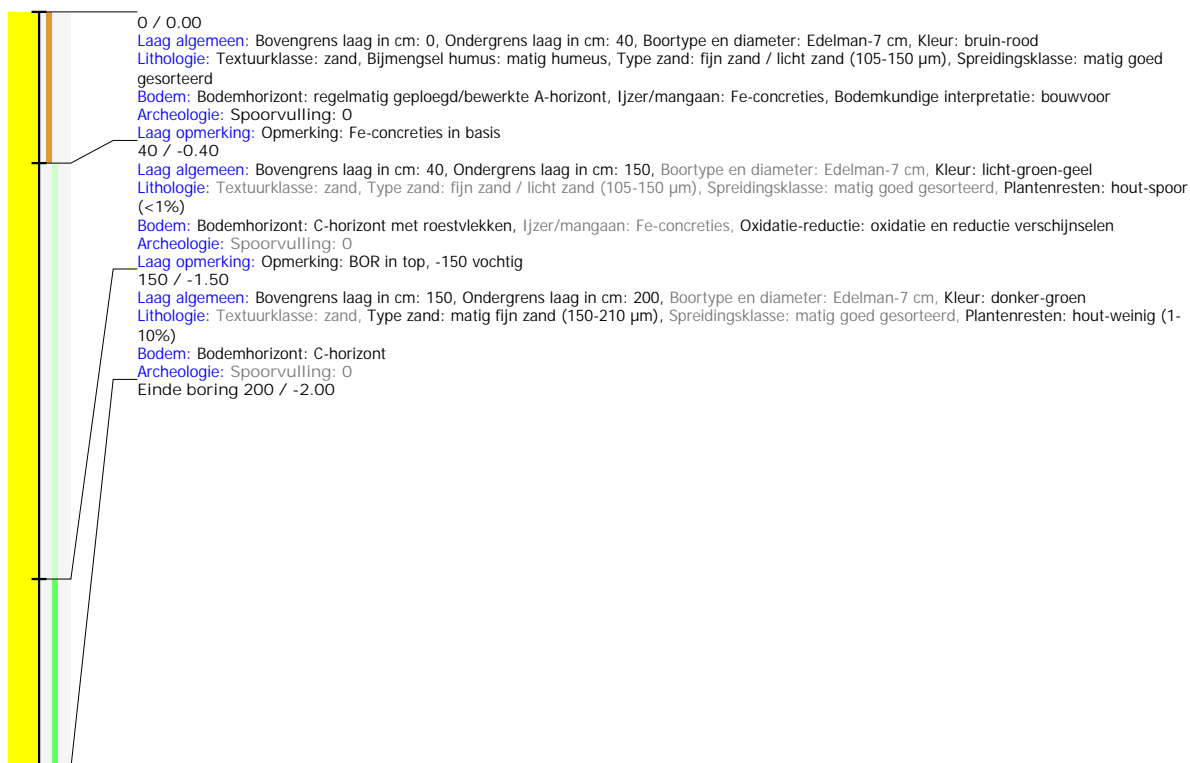 0 / 0.00
Laag algemeen: Bovengrens laag in cm: 0, Ondergrens laag in cm: 40, Boortype en diameter: Edelman-7 cm, Kleur: bruin-rood
Lithologie: Textuurklasse: zand, Bijmengsel humus: matig humeus, Type zand: fijn zand / licht zand (105-150 µm), Spreidingsklasse: matig goed
gesorteerd
Bodem: Bodemhorizont: regelmatig geploegd/bewerkte A-horizont, Ijzer/mangaan: Fe-concreties, Bodemkundige interpretatie: bouwvoor
Archeologie: Spoorvulling: 0
Laag opmerking: Opmerking: Fe-concreties in basis
40 / -0.40
Laag algemeen: Bovengrens laag in cm: 40, Ondergrens laag in cm: 150, Boortype en diameter: Edelman-7 cm, Kleur: licht-groen-geel
Lithologie: Textuurklasse: zand, Type zand: fijn zand / licht zand (105-150 µm), Spreidingsklasse: matig goed gesorteerd, Plantenresten: hout-spoor
(<1%)
Bodem: Bodemhorizont: C-horizont met roestvlekken, Ijzer/mangaan: Fe-concreties, Oxidatie-reductie: oxidatie en reductie verschijnselen
Archeologie: Spoorvulling: 0
Laag opmerking: Opmerking: BOR in top, -150 vochtig
150 / -1.50
Laag algemeen: Bovengrens laag in cm: 150, Ondergrens laag in cm: 200, Boortype en diameter: Edelman-7 cm, Kleur: donker-groen
Lithologie: Textuurklasse: zand, Type zand: matig fijn zand (150-210 µm), Spreidingsklasse: matig goed gesorteerd, Plantenresten: hout-weinig (1-
10%)
Bodem: Bodemhorizont: C-horizont
Archeologie: Spoorvulling: 0
Einde boring 200 / -2.00